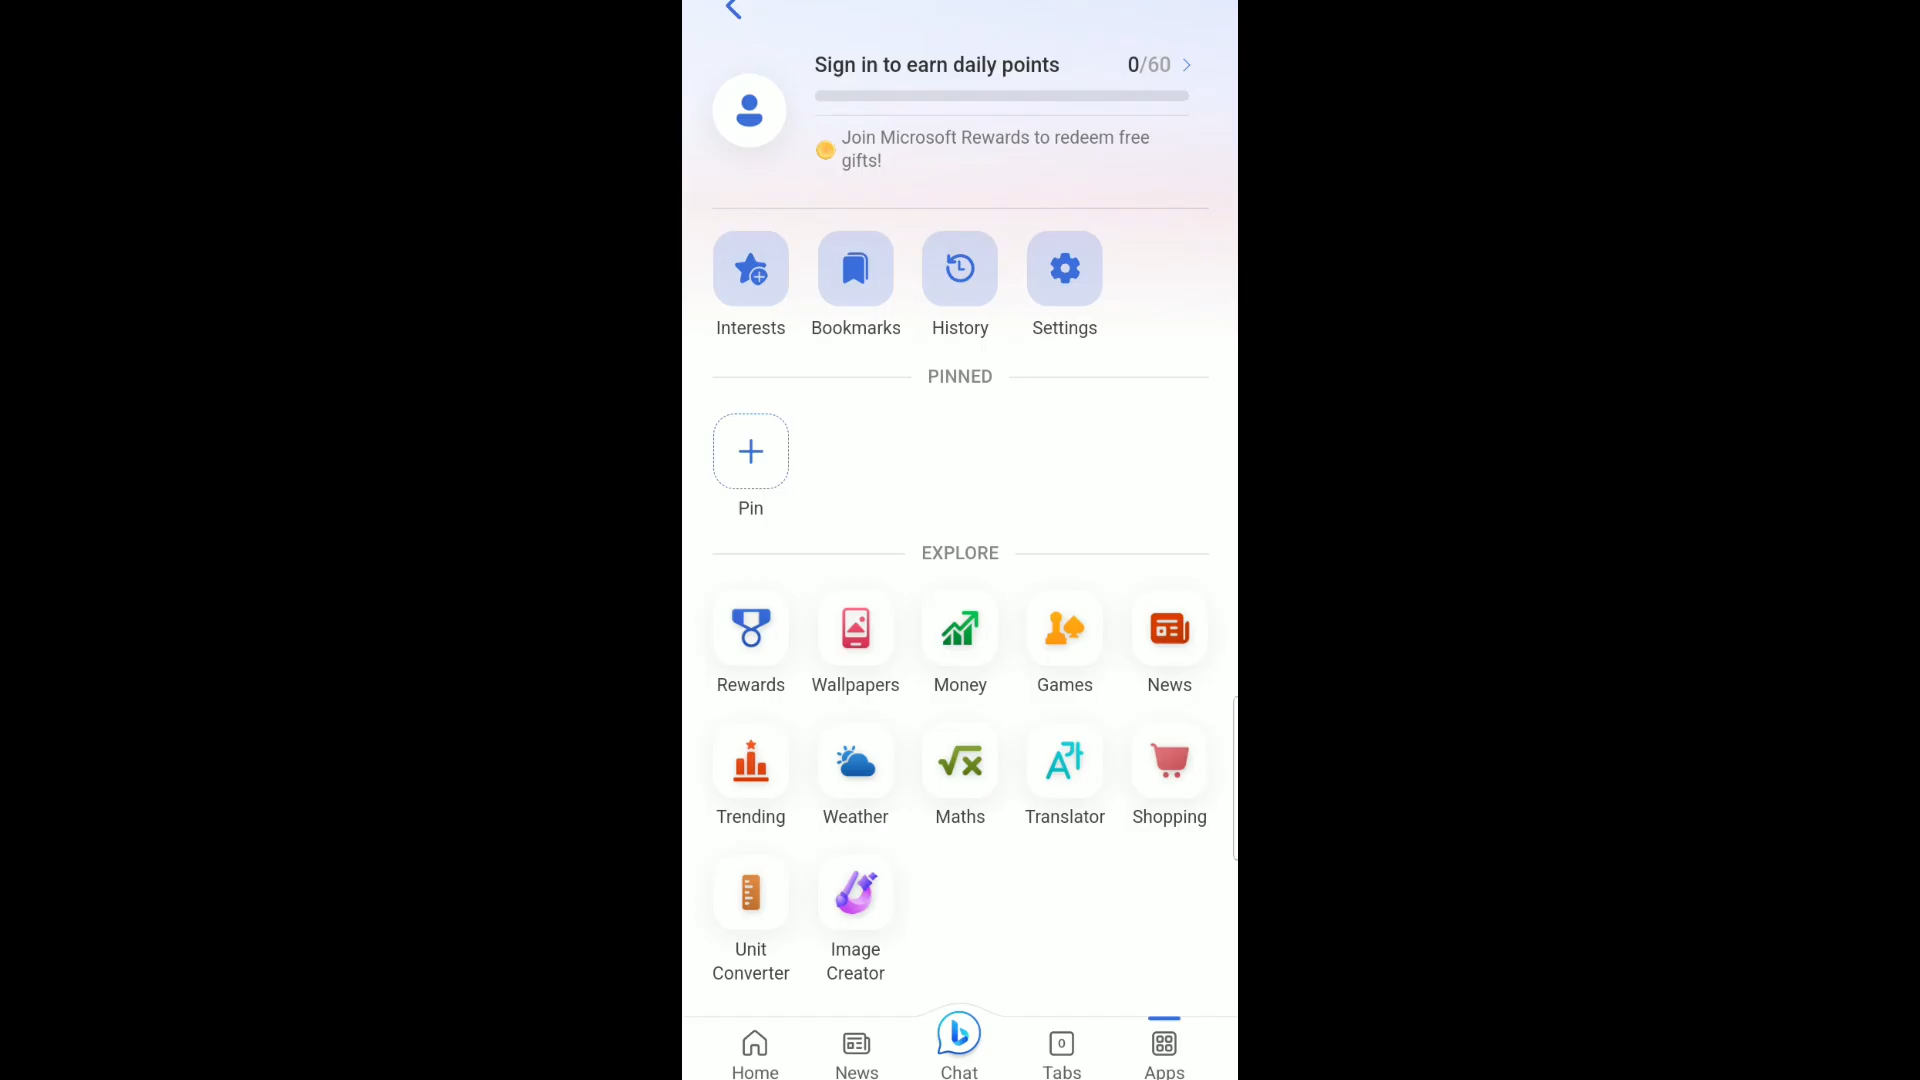 Sign in to earn daily points 0/60
Join Microsoft Rewards to redeem free
gifts!
Interests Bookmarks History Settings
PINNED
Pin
EXPLORE
Rewards Wallpapers Money Games News
Trending Weather Maths Translator Shopping
Unit Converter
Image Creator
0
Home News Chat Tabs Apps